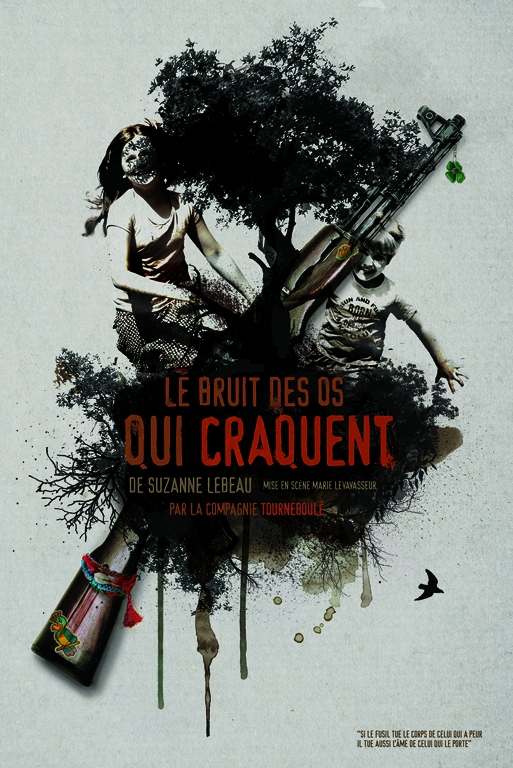 LE BRUIT DES OS
QUI CRAQUENT
DE SUZANNE LEBEAU MISE EN SCÈNE MARIE LEVAVASSEUR
PAR LA COMPAGNIE TOURNEBOULÉ
"SI LE FUSIL TUE LE CORPS DE CELUI QUI A PEUR
IL TUE AUSSI L'ÂME DE CELUI QUI LE PORTE"